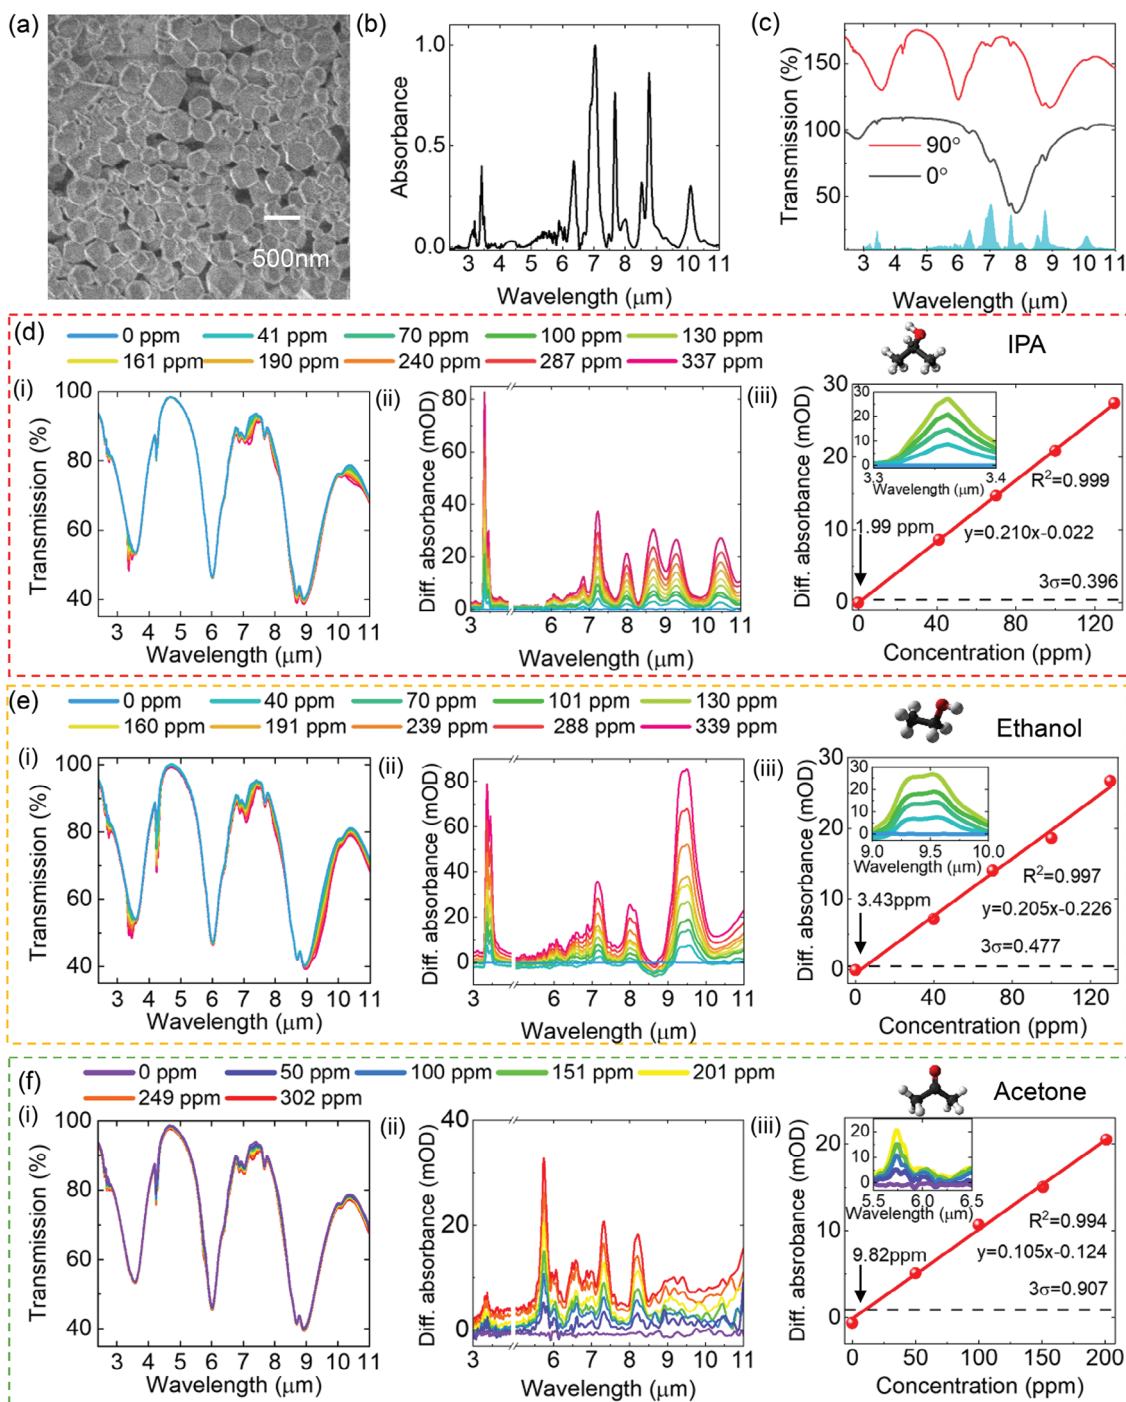 (a)
500nm
(b)
Absorbance
1.0
0.5
0.0
3 4 5 6 7 8 9 10 11
Wavelength (μm)
(c)
Transmission (%)
150
100
50
90°
0°
3 4 5 6 7 8 9 10 11
Wavelength (μm)
(d)
0 ppm 41 ppm 70 ppm 100 ppm 130 ppm
161 ppm 190 ppm 240 ppm 287 ppm 337 ppm
IPA
(i)
Transmission (%)
100
80
60
40
3 4 5 6 7 8 9 10 11
Wavelength (μm)
(ii)
Diff. absorbance (mOD)
80
60
40
20
0
3 6 7 8 9 10 11
Wavelength (μm)
(iii)
Diff. absorbance (mOD)
30
20
10
0
30
20
10
0
3.3 3.4
Wavelength (μm)
R²=0.999
1.99 ppm
y=0.210x-0.022
3σ=0.396
0 40 80 120
Concentration (ppm)
(e)
0 ppm 40 ppm 70 ppm 101 ppm 130 ppm
160 ppm 191 ppm 239 ppm 288 ppm 339 ppm
Ethanol
(i)
Transmission (%)
100
80
60
40
3 4 5 6 7 8 9 10 11
Wavelength (μm)
(ii)
Diff. absorbance (mOD)
80
60
40
20
0
3 6 7 8 9 10 11
Wavelength (μm)
(iii)
Diff. absorbance (mOD)
30
20
10
0
30
20
10
0
9.0 9.5 10.0
Wavelength (μm)
R²=0.997
3.43ppm
y=0.205x-0.226
3σ=0.477
0 40 80 120
Concentration (ppm)
(f)
0 ppm 50 ppm 100 ppm 151 ppm 201 ppm
249 ppm 302 ppm
Acetone
(i)
Transmission (%)
100
80
60
40
3 4 5 6 7 8 9 10 11
Wavelength (μm)
(ii)
Diff. absorbance (mOD)
40
20
0
3 6 7 8 9 10 11
Wavelength (μm)
(iii)
Diff. absnrbance (mOD)
20
10
0
30
20
10
0
5.5 6.0 6.5
Wavelength (μm)
R²=0.994
9.82ppm
y=0.105x-0.124
3σ=0.907
0 50 100 150 200
Concentration (ppm)